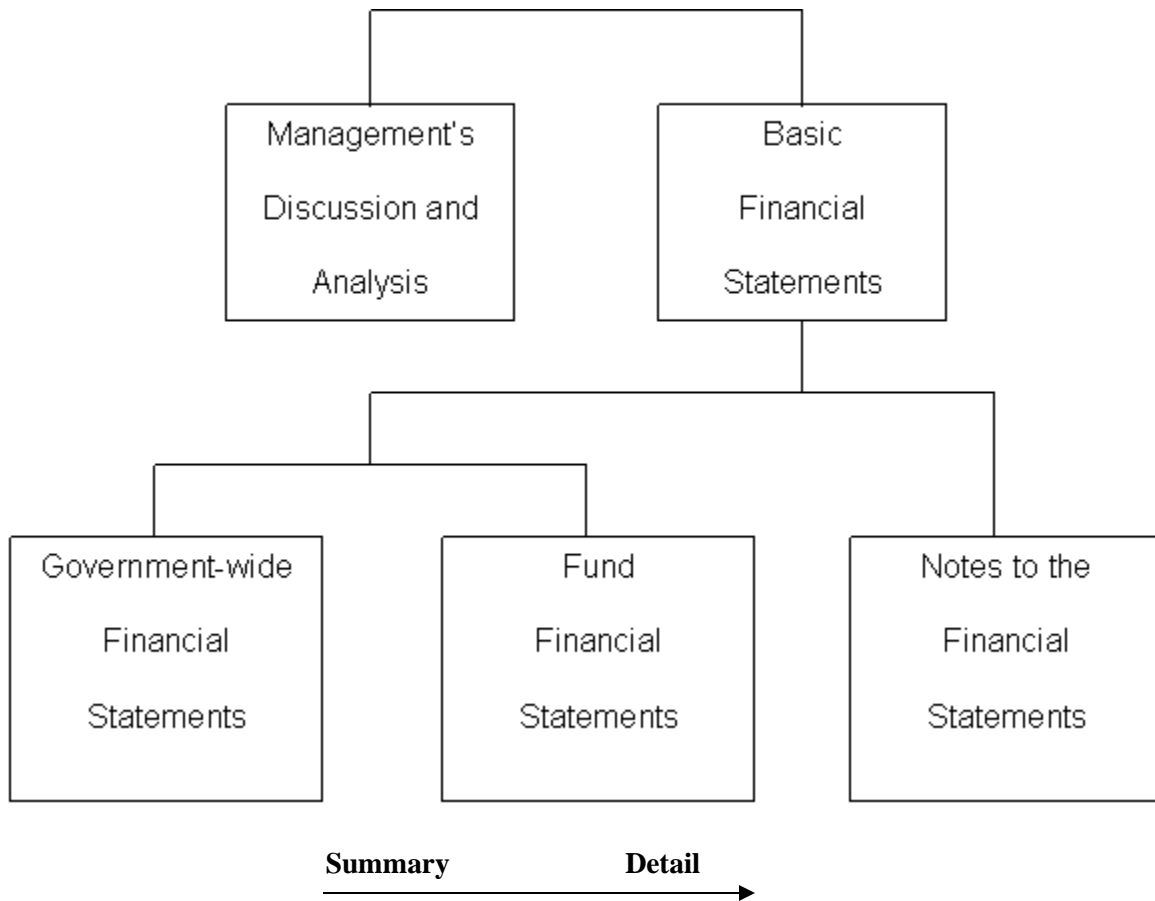 Management's
Discussion and
Analysis
Basic
Financial
Statements
Government-wide
Financial
Statements
Fund
Financial
Statements
Notes to the
Financial
Statements
Summary Detail